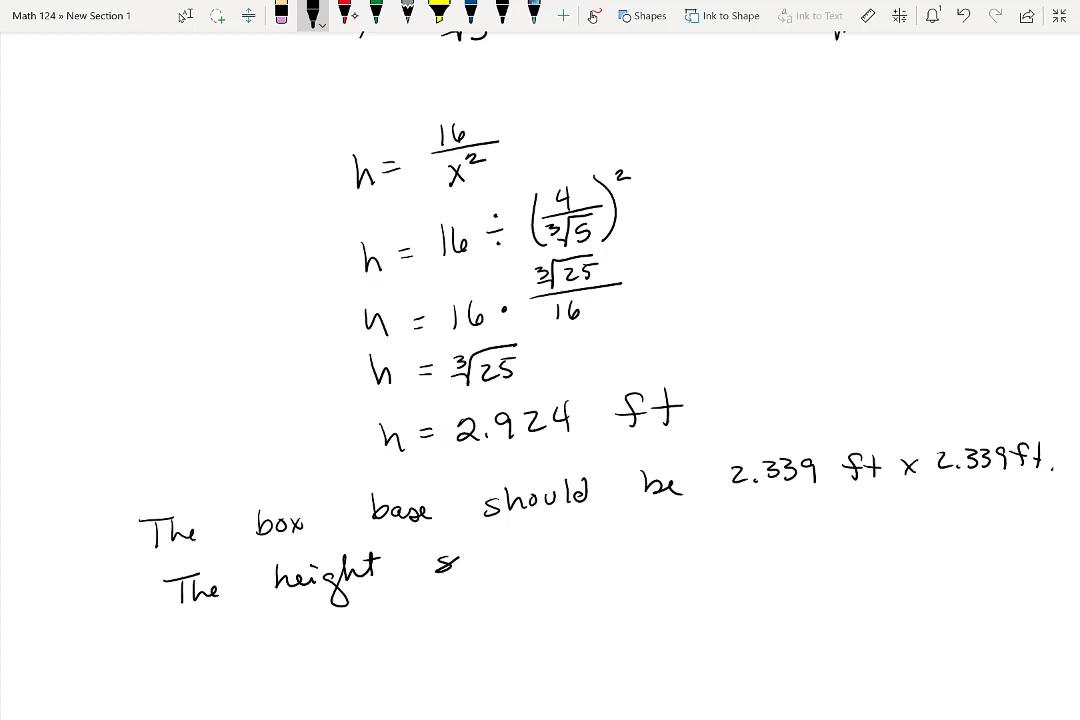 Math 124 » New Section 1
Shapes
Ink to Shape
Ink to Text
h = 16/x²
h = 16 ÷ (4/∛5)²
h = 16 · ∛25/16
h = ∛25
h = 2.924 ft
The box base should be 2.339 ft x 2.339 ft.
The height s